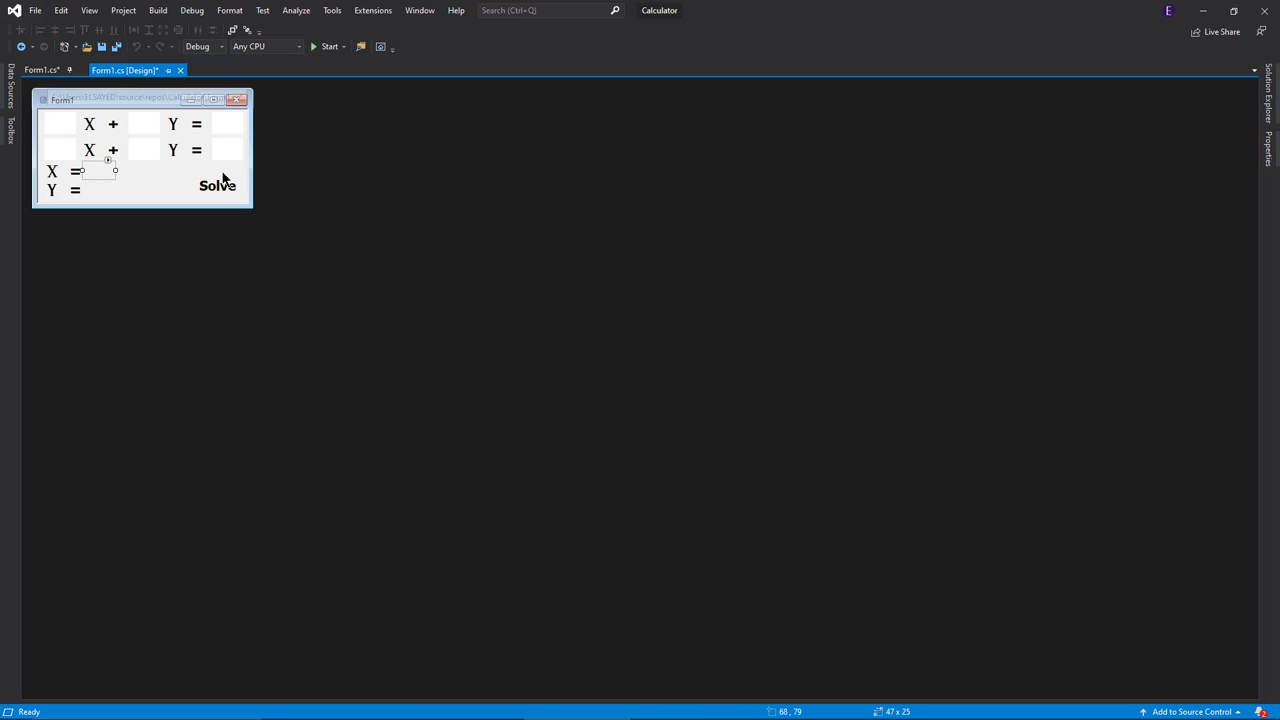 File Edit View Project Build Debug Format Test Analyze Tools Extensions Window Help Search (Ctrl+Q) Calculator E
Live Share
Debug Any CPU Start
Form1.cs* Form1.cs [Design]*
Data Sources
Toolbox
Form1
X + Y =
X + Y =
X =
Y =
Solve
Solution Explorer
Properties
Ready 68 , 79 47 x 25 Add to Source Control 2